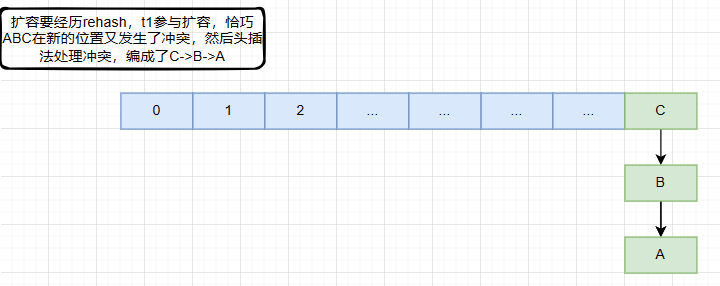 扩容要经历rehash，t1参与扩容，恰巧
ABC在新的位置又发生了冲突，然后头插
法处理冲突，编成了C->B->A
0 1 2 ... ... ... ... C
B
A